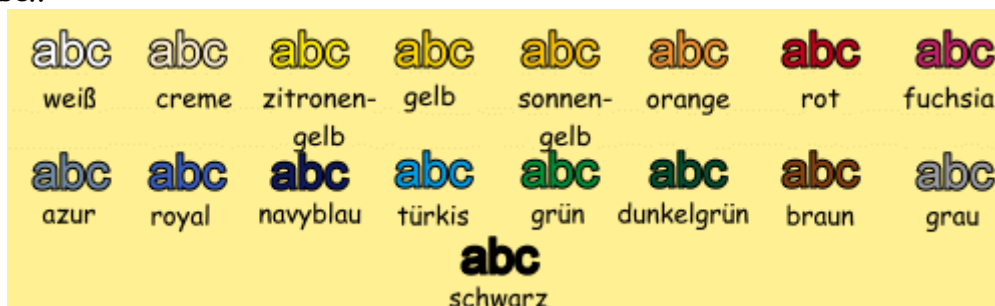 abc abc abc abc abc abc abc abc
weiß creme zitronen- gelb sonnen- orange rot fuchsia
gelb gelb
abc abc abc abc abc abc abc abc
azur royal navyblau türkis grün dunkelgrün braun grau
abc
schwarz